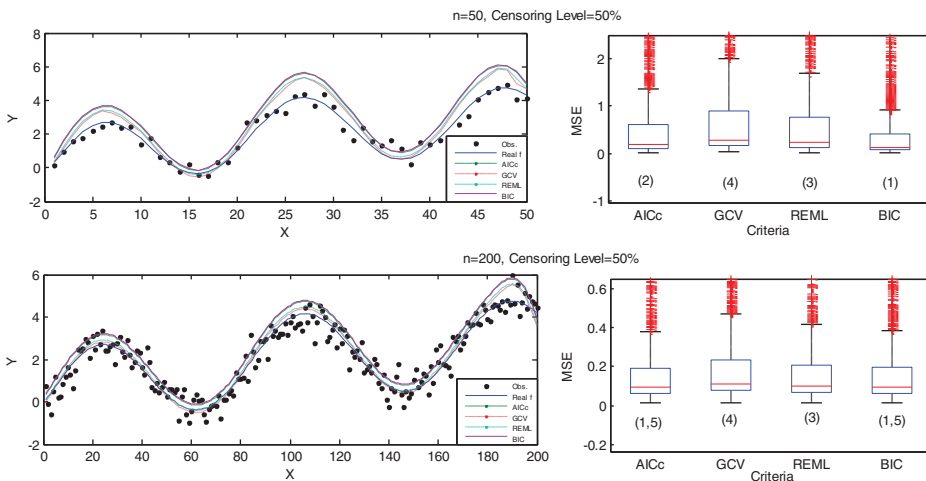 n=50, Censoring Level=50%
8
6
4
2
0
-2
Y
0 5 10 15 20 25 30 35 40 45 50
X
Obs.
Real f
AICc
GCV
REML
BIC
2
1
0
-1
MSE
(2) (4) (3) (1)
AICc GCV REML BIC
Criteria
n=200, Censoring Level=50%
6
4
2
0
-2
Y
0 20 40 60 80 100 120 140 160 180 200
X
Obs.
Real f
AICc
GCV
REML
BIC
0.6
0.4
0.2
0
-0.2
MSE
(1,5) (4) (3) (1,5)
AICc GCV REML BIC
Criteria